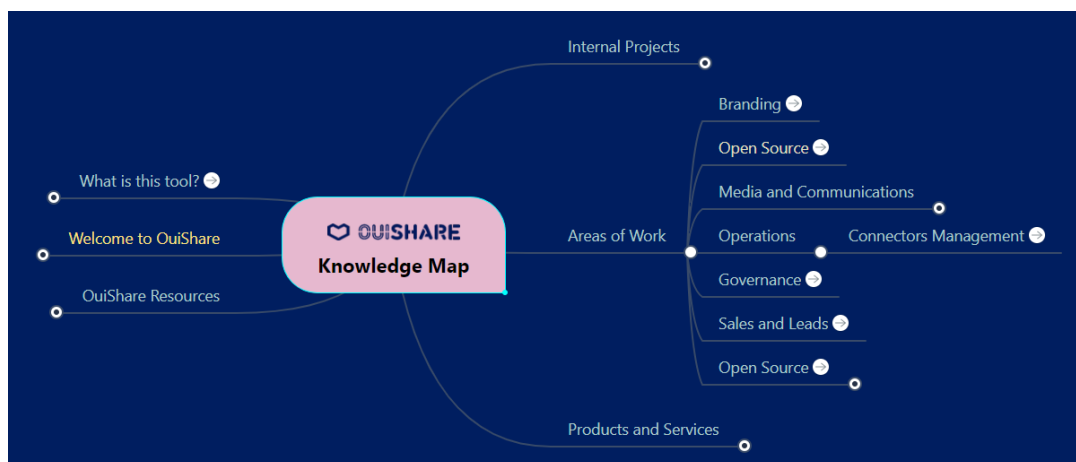 Internal Projects
Branding
Open Source
Media and Communications
What is this tool?
Welcome to OuiShare
OuiShare Resources
OUISHARE
Knowledge Map
Areas of Work
Operations
Connectors Management
Governance
Sales and Leads
Open Source
Products and Services